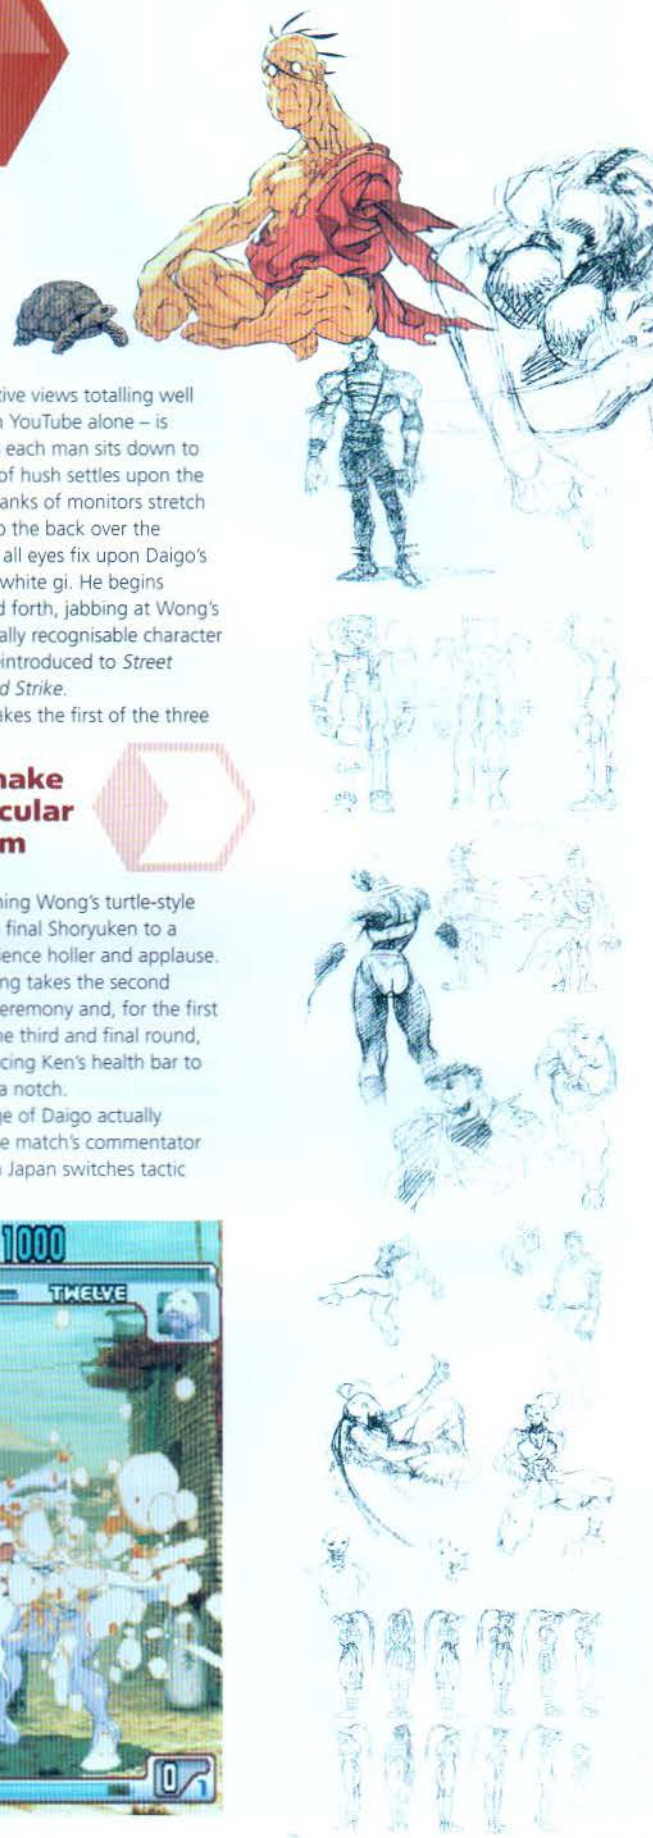 tive views totalling well
n YouTube alone – is
s each man sits down to
of hush settles upon the
anks of monitors stretch
o the back over the
all eyes fix upon Daigo's
white gi. He begins
d forth, jabbing at Wong's
ally recognisable character
introduced to Street
d Strike.
akes the first of the three
nake
cular
m
ning Wong's turtle-style
final Shoryuken to a
ience holler and applause.
ng takes the second
eremony and, for the first
ne third and final round,
cing Ken's health bar to
a notch.
ge of Daigo actually
e match's commentator
n Japan switches tactic
1000
TWELVE
0/1